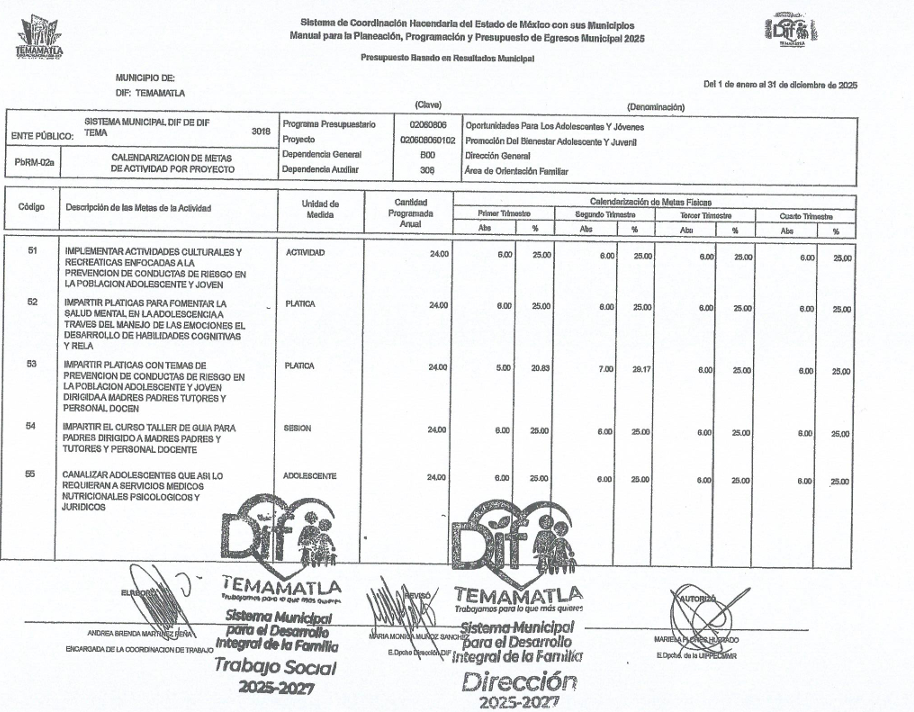 TEMAMATLA
Sistema de Coordinación Hacendaria del Estado de México con sus Municipios
Manual para la Planeación, Programación y Presupuesto de Egresos Municipal 2025
Presupuesto Basado en Resultados Municipal
Dif
MUNICIPIO DE:
DIF: TEMAMATLA
Del 1 de enero al 31 de diciembre de 2025
(Clave) (Denominación)
ENTE PÚBLICO: SISTEMA MUNICIPAL DIF DE DIF TEMA 3018
PbRM-02a CALENDARIZACION DE METAS DE ACTIVIDAD POR PROYECTO
Programa Presupuestario 02060806 Oportunidades Para Los Adolescentes Y Jóvenes
Proyecto 020608060102 Promoción Del Bienestar Adolescente Y Juvenil
Dependencia General B00 Dirección General
Dependencia Auxiliar 306 Área de Orientación Familiar
Código Descripción de las Metas de la Actividad Unidad de Medida Cantidad Programada Anual Calendarización de Metas Físicas
Primer Trimestre Segundo Trimestre Tercer Trimestre Cuarto Trimestre
Abs % Abs % Abs % Abs %
51 IMPLEMENTAR ACTIVIDADES CULTURALES Y ACTIVIDAD 24.00 6.00 25.00 6.00 25.00 6.00 25.00 6.00 25.00
RECREATICAS ENFOCADAS A LA
PREVENCION DE CONDUCTAS DE RIESGO EN
LA POBLACION ADOLESCENTE Y JOVEN
52 IMPARTIR PLATICAS PARA FOMENTAR LA PLATICA 24.00 6.00 25.00 6.00 25.00 6.00 25.00 6.00 25.00
SALUD MENTAL EN LA ADOLESCENCIA A
TRAVES DEL MANEJO DE LAS EMOCIONES EL
DESARROLLO DE HABILIDADES COGNITIVAS
Y RELA
53 IMPARTIR PLATICAS CON TEMAS DE PLATICA 24.00 5.00 20.83 7.00 29.17 6.00 25.00 6.00 25.00
PREVENCION DE CONDUCTAS DE RIESGO EN
LA POBLACION ADOLESCENTE Y JOVEN
DIRIGIDA A MADRES PADRES TUTORES Y
PERSONAL DOCEN
54 IMPARTIR EL CURSO TALLER DE GUIA PARA SESION 24.00 6.00 25.00 6.00 25.00 6.00 25.00 6.00 25.00
PADRES DIRIGIDO A MADRES PADRES Y
TUTORES Y PERSONAL DOCENTE
55 CANALIZAR ADOLESCENTES QUE ASI LO ADOLESCENTE 24.00 6.00 25.00 6.00 25.00 6.00 25.00 6.00 25.00
REQUIERAN A SERVICIOS MEDICOS
NUTRICIONALES PSICOLOGICOS Y
JURIDICOS
Dif
TEMAMATLA
Trabajamos para lo que más quieres
Sistema Municipal
para el Desarrollo
Integral de la Familia
Trabajo Social
2025-2027
Dif
TEMAMATLA
Trabajamos para lo que más quieres
Sistema Municipal
para el Desarrollo
Integral de la Familia
Dirección
2025-2027
ELABORÓ
ANDREA BRENDA MARTINEZ PEÑA
ENCARGADA DE LA COORDINACION DE TRABAJO
REVISÓ
MARIA MONICA MUÑOZ SANCHEZ
E.Dpcho Dirección DIF
AUTORIZÓ
MARIELA FLORES HURTADO
E.Dpcho. de la UIPPECMMR